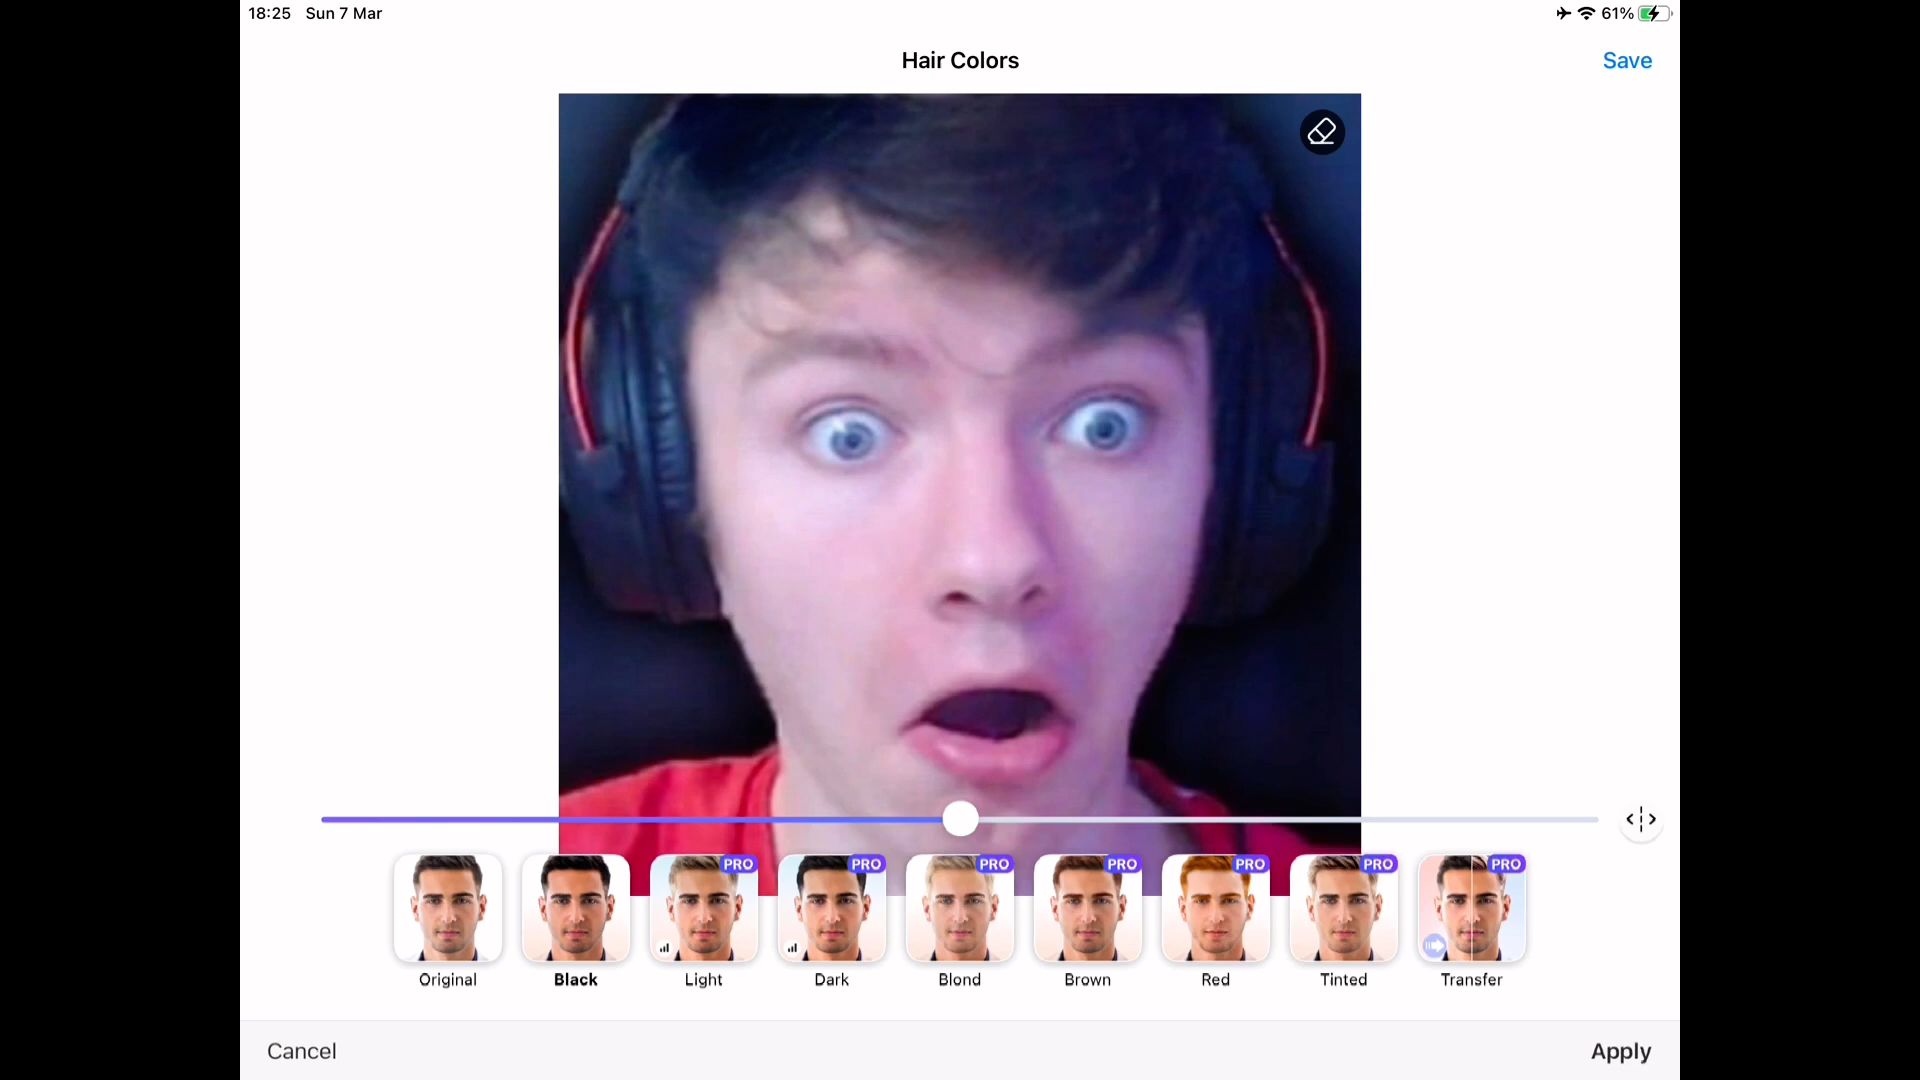 18:25 Sun 7 Mar 61%
Hair Colors Save
PRO PRO PRO PRO PRO PRO PRO
Original Black Light Dark Blond Brown Red Tinted Transfer
Cancel Apply